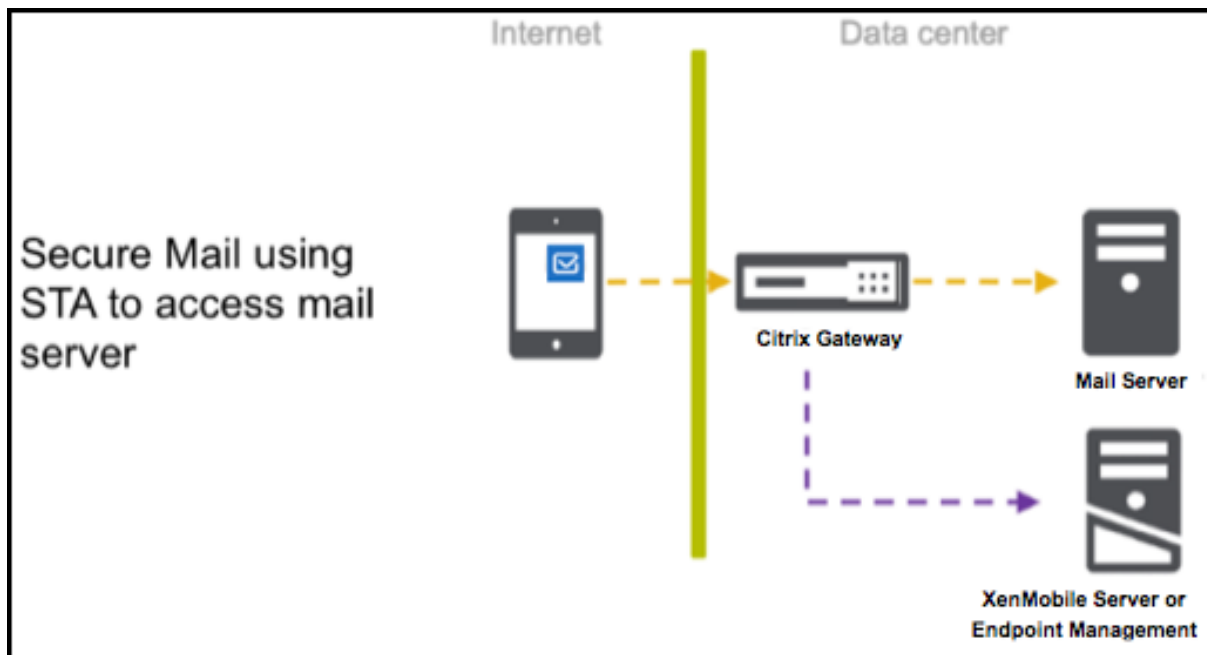 Internet
Data center
Secure Mail using
STA to access mail
server
Citrix Gateway
Mail Server
XenMobile Server or
Endpoint Management